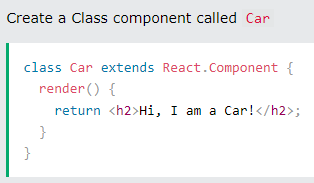 Create a Class component called Car
class Car extends React.Component {
  render() {
    return <h2>Hi, I am a Car!</h2>;
  }
}